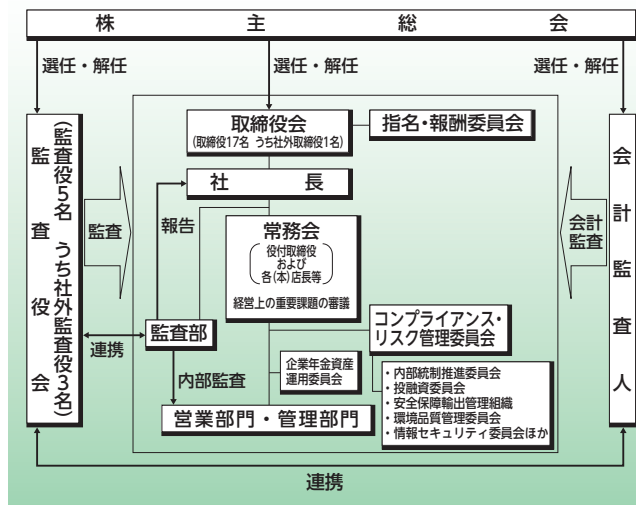 株主総会
選任・解任
選任・解任
選任・解任
取締役会
(取締役17名 うち社外取締役1名)
指名・報酬委員会
社長
監査役会
(監査役5名 うち社外監査役3名)
会計監査人
監査
報告
会計
監査
常務会
役付取締役
および
各(本)店長等
経営上の重要課題の審議
コンプライアンス・
リスク管理委員会
監査部
連携
内部監査
企業年金資産
運用委員会
・内部統制推進委員会
・投融資委員会
・安全保障輸出管理組織
・環境品質管理委員会
・情報セキュリティ委員会ほか
営業部門・管理部門
連携